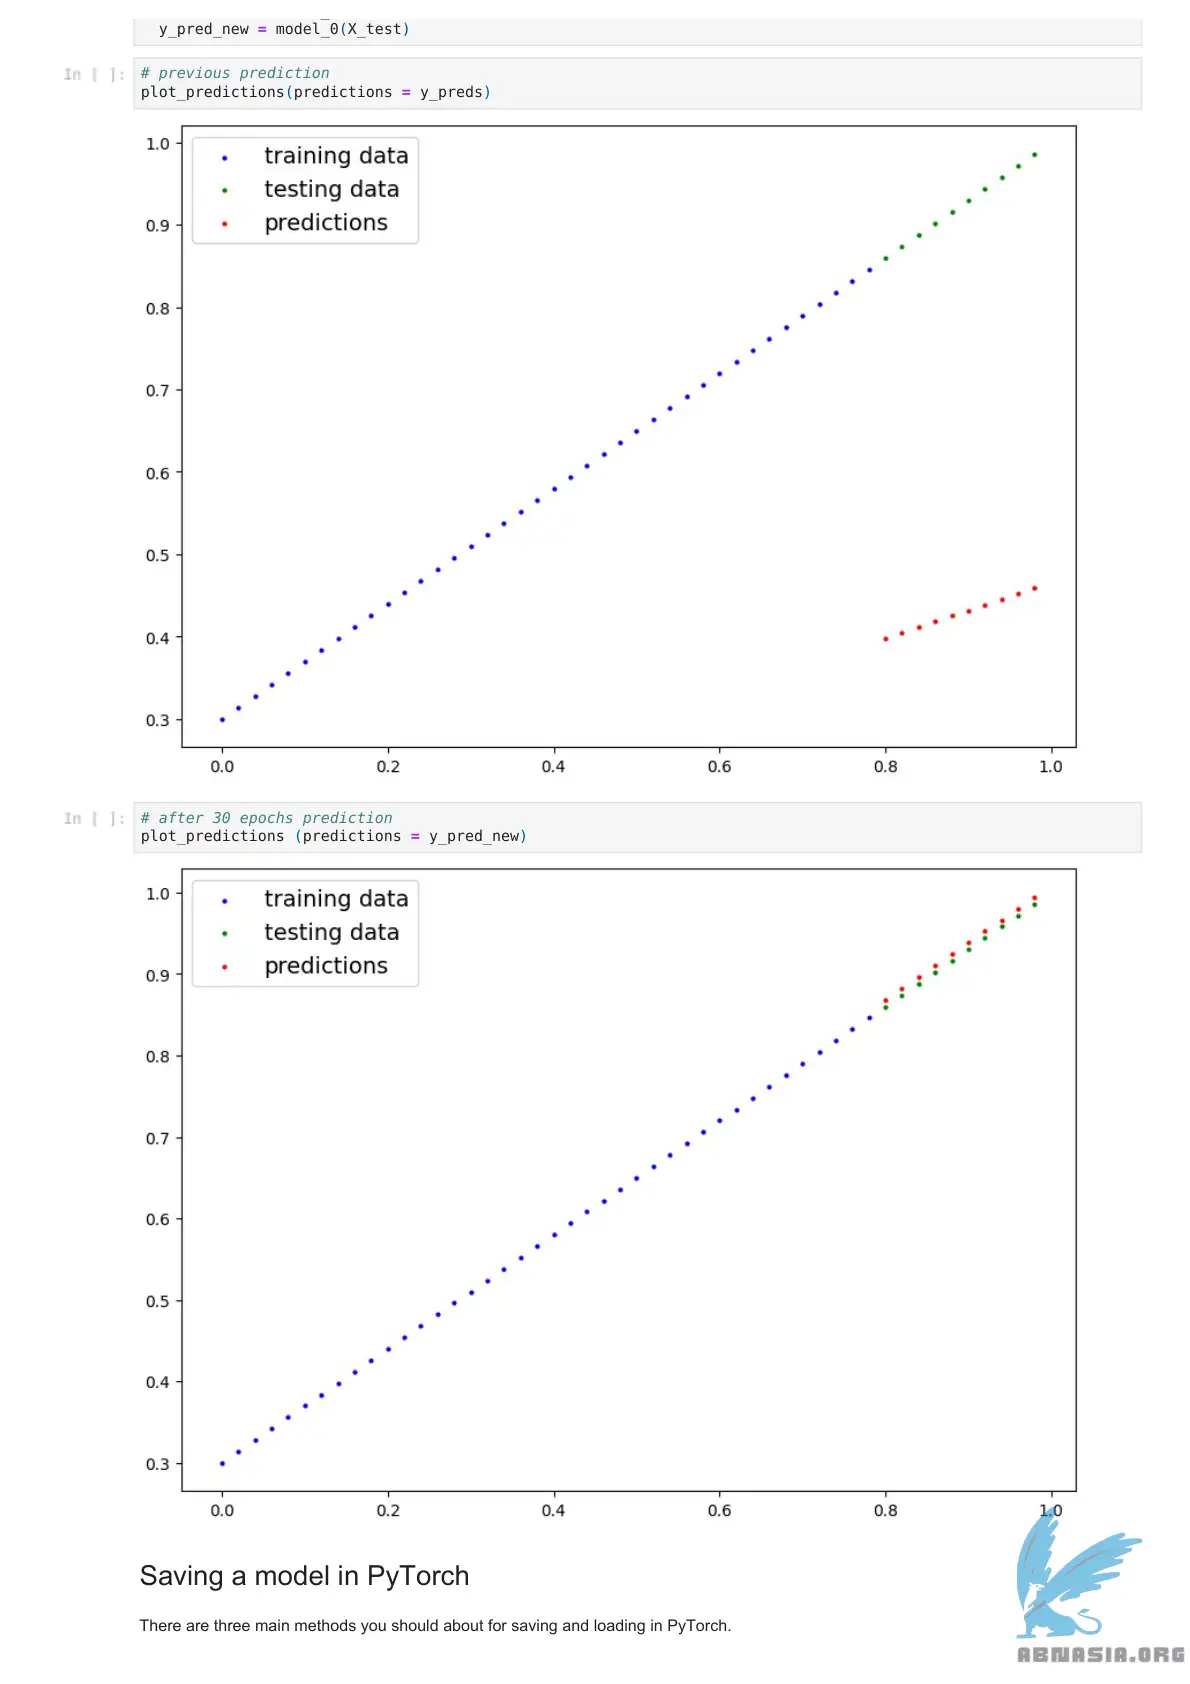 y_pred_new = model_0(X_test)
In [ ]:
# previous prediction
plot_predictions(predictions = y_preds)
training data
testing data
predictions
1.0
0.9
0.8
0.7
0.6
0.5
0.4
0.3
0.0 0.2 0.4 0.6 0.8 1.0
In [ ]:
# after 30 epochs prediction
plot_predictions (predictions = y_pred_new)
training data
testing data
predictions
1.0
0.9
0.8
0.7
0.6
0.5
0.4
0.3
0.0 0.2 0.4 0.6 0.8 1.0
Saving a model in PyTorch
There are three main methods you should about for saving and loading in PyTorch.
ABNASIA.ORG